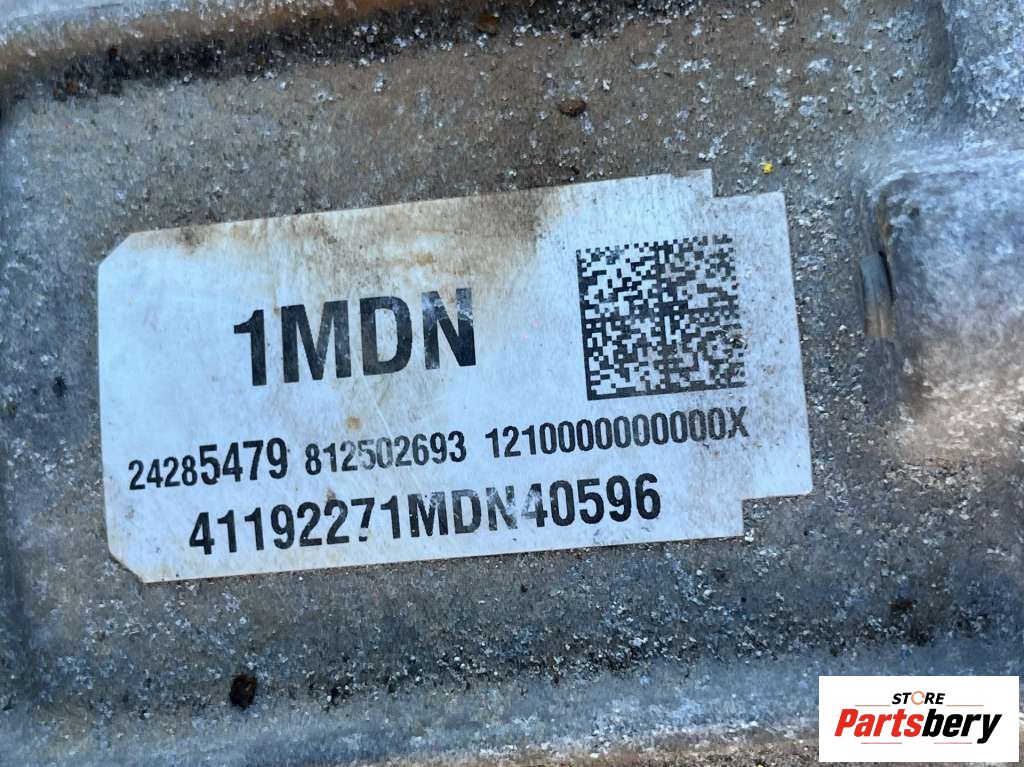 1MDN
24285479 812502693 1210000000000X
41192271MDN40596
STORE
Partsbery